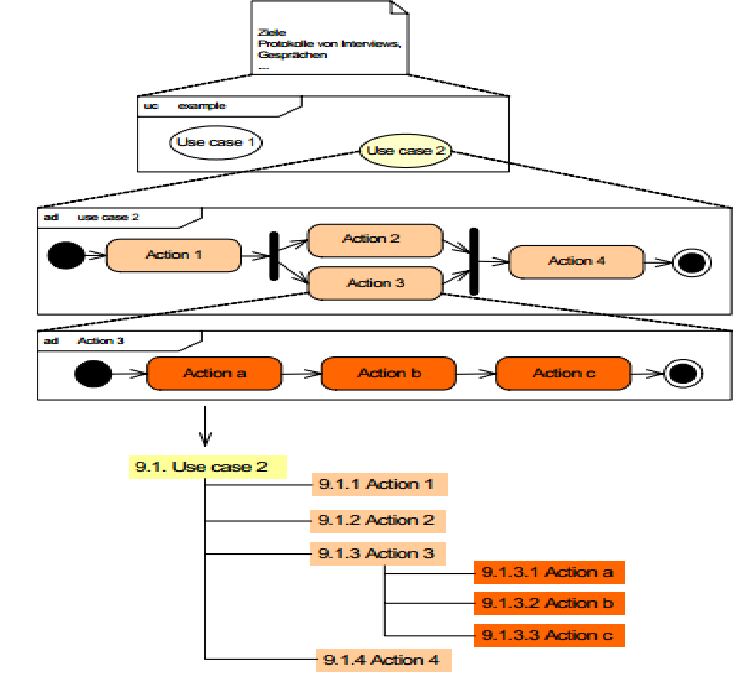 Ziele
Protokolle von Interviews,
Gesprächen
...
uc example
Use case 1
Use case 2
ad use case 2
Action 1
Action 2
Action 3
Action 4
ad Action 3
Action a
Action b
Action c
9.1. Use case 2
9.1.1 Action 1
9.1.2 Action 2
9.1.3 Action 3
9.1.3.1 Action a
9.1.3.2 Action b
9.1.3.3 Action c
9.1.4 Action 4